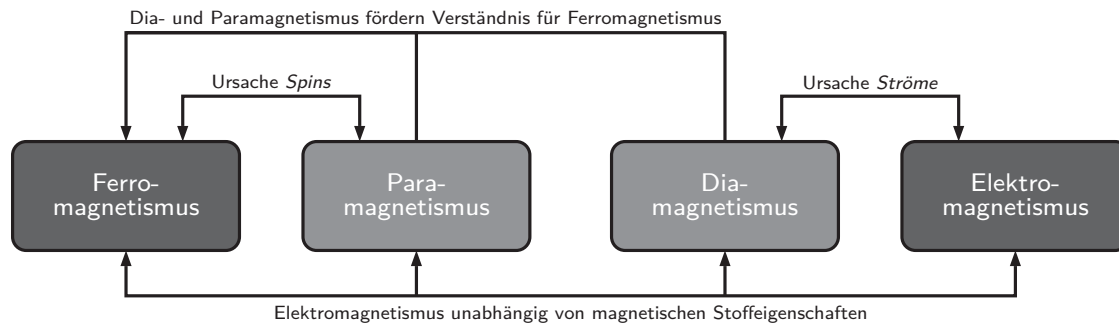 Dia- und Paramagnetismus fördern Verständnis für Ferromagnetismus
Ursache Spins
Ursache Ströme
Ferro-
magnetismus
Para-
magnetismus
Dia-
magnetismus
Elektro-
magnetismus
Elektromagnetismus unabhängig von magnetischen Stoffeigenschaften